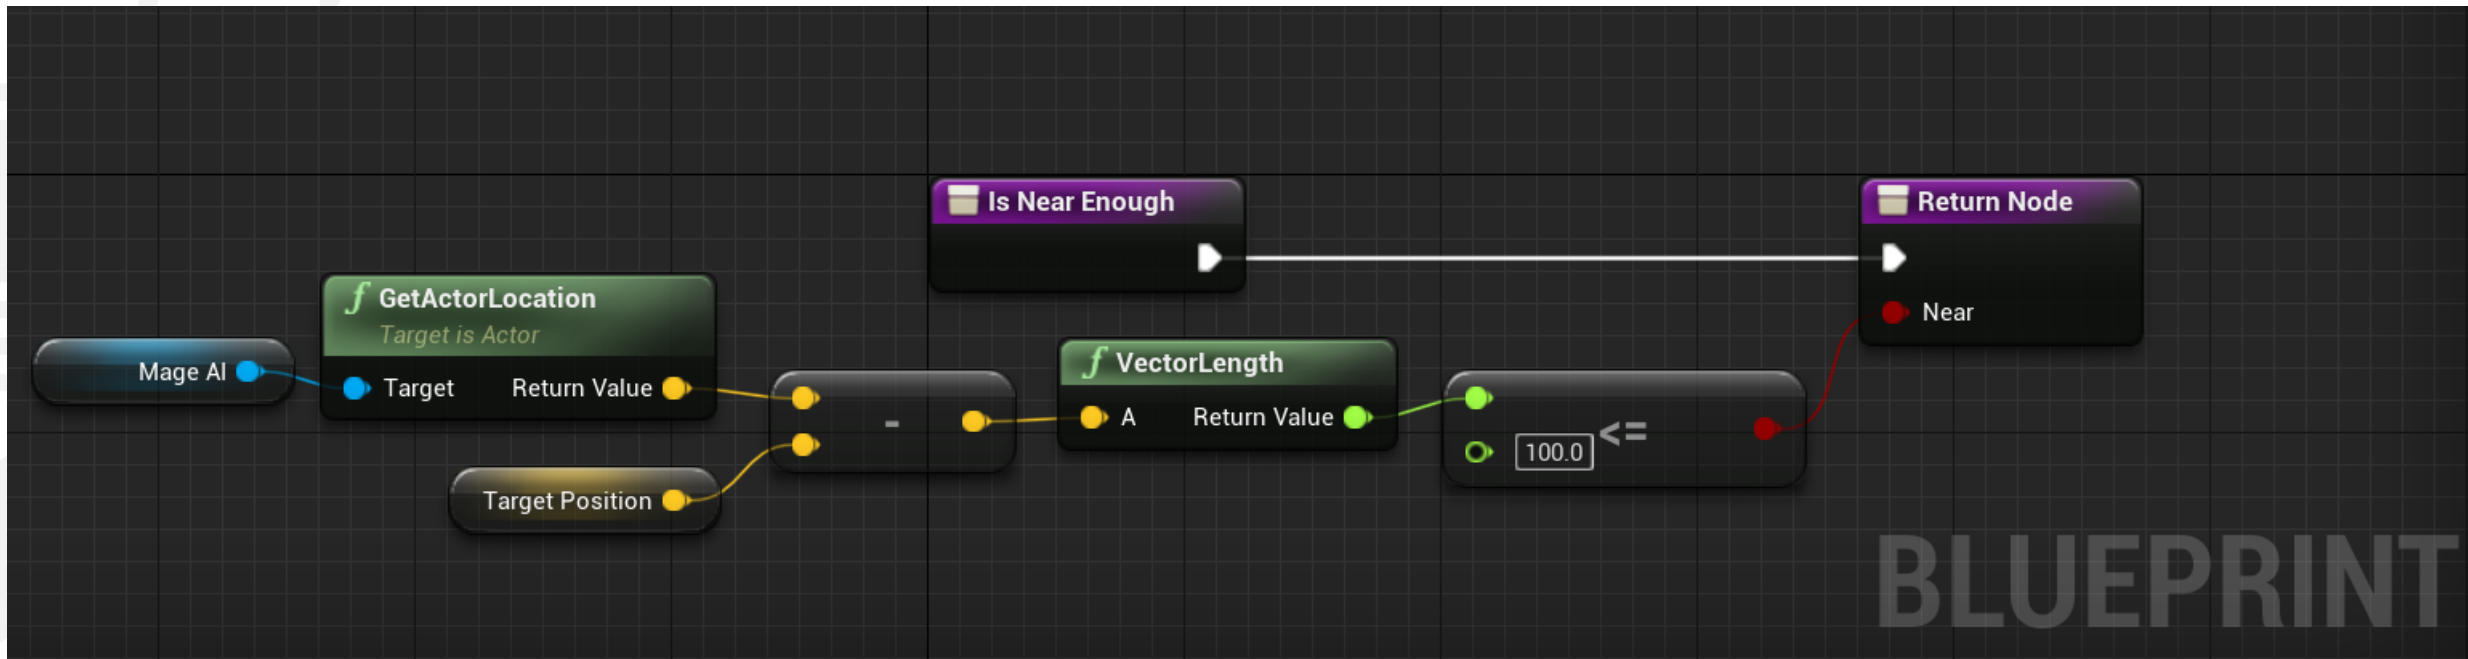 Is Near Enough
Return Node
Near
ƒ GetActorLocation
Target is Actor
Mage AI
Target
Return Value
-
ƒ VectorLength
A
Return Value
<=
100.0
Target Position
BLUEPRINT